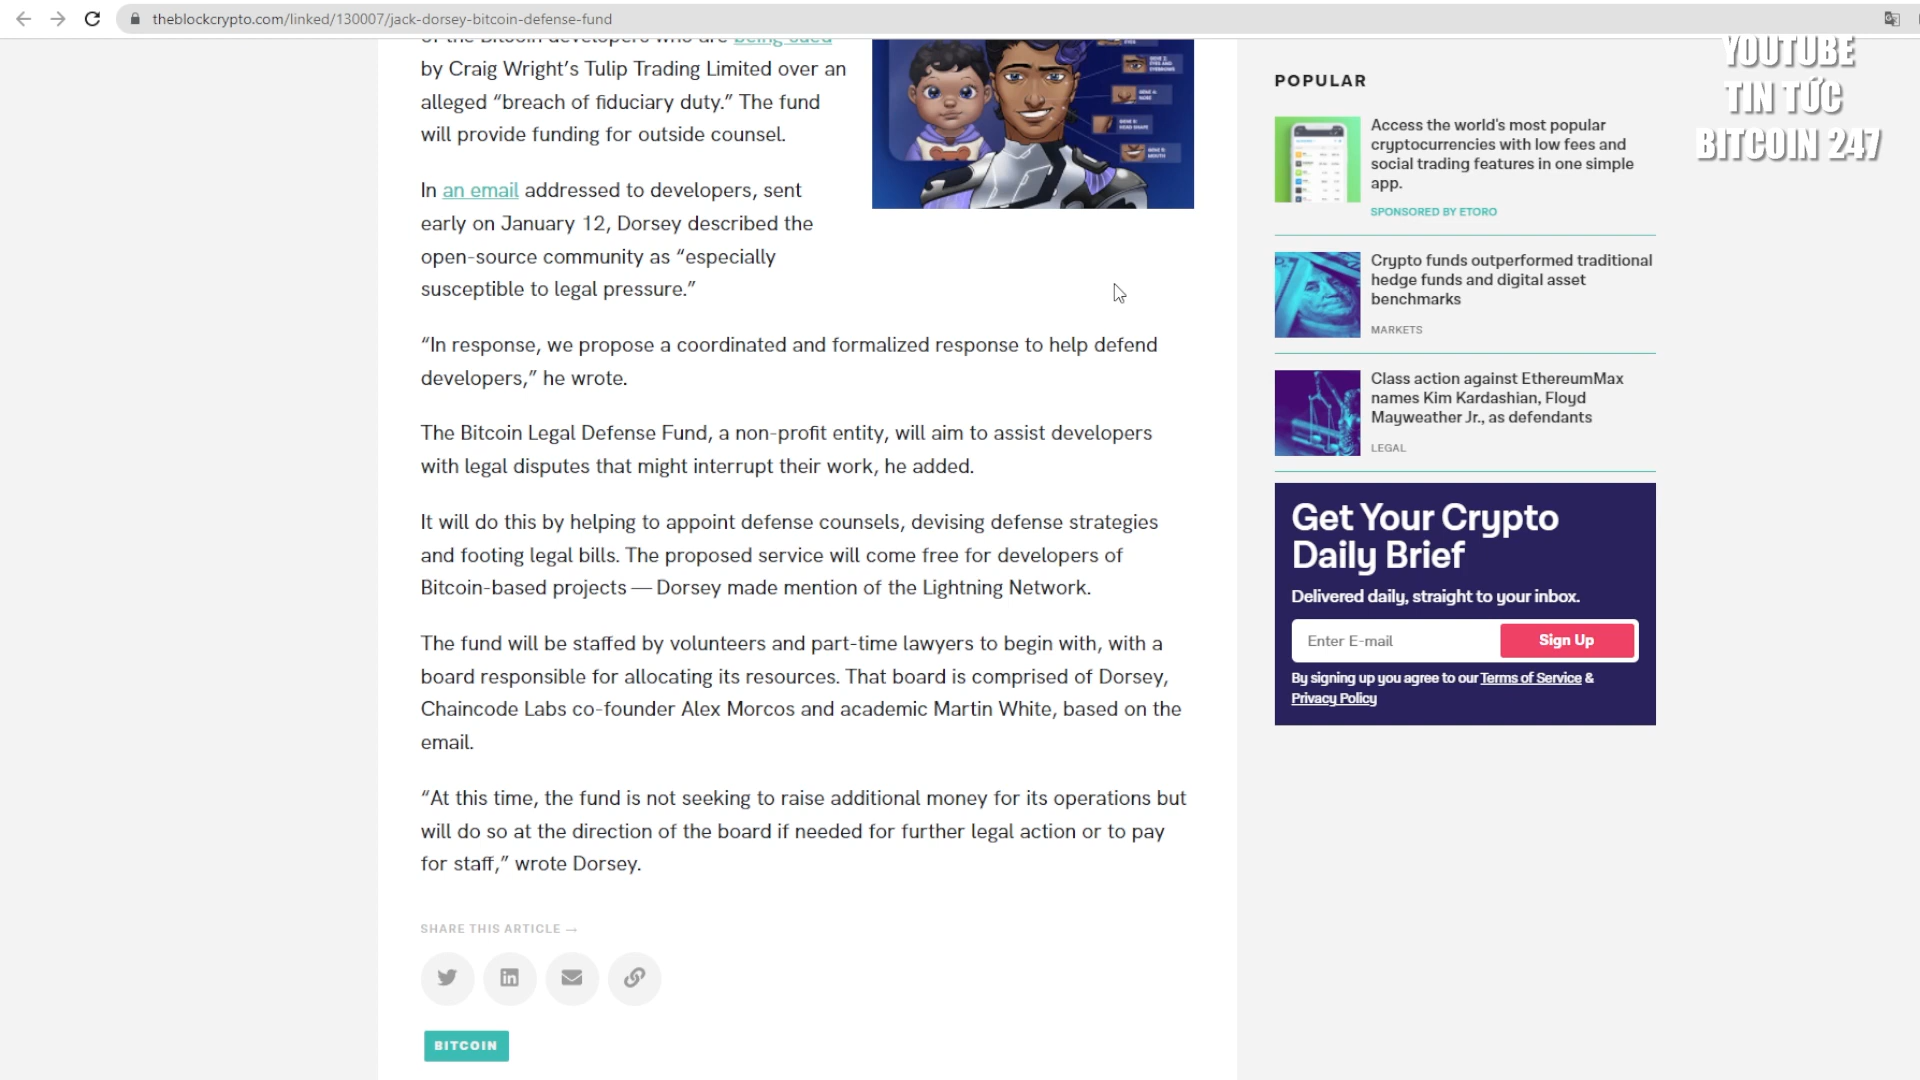 theblockcrypto.com/linked/130007/jack-dorsey-bitcoin-defense-fund
of the Bitcoin developers who are being sued
by Craig Wright’s Tulip Trading Limited over an
alleged “breach of fiduciary duty.” The fund
will provide funding for outside counsel.
In an email addressed to developers, sent
early on January 12, Dorsey described the
open-source community as “especially
susceptible to legal pressure.”
“In response, we propose a coordinated and formalized response to help defend
developers,” he wrote.
The Bitcoin Legal Defense Fund, a non-profit entity, will aim to assist developers
with legal disputes that might interrupt their work, he added.
It will do this by helping to appoint defense counsels, devising defense strategies
and footing legal bills. The proposed service will come free for developers of
Bitcoin-based projects — Dorsey made mention of the Lightning Network.
The fund will be staffed by volunteers and part-time lawyers to begin with, with a
board responsible for allocating its resources. That board is comprised of Dorsey,
Chaincode Labs co-founder Alex Morcos and academic Martin White, based on the
email.
“At this time, the fund is not seeking to raise additional money for its operations but
will do so at the direction of the board if needed for further legal action or to pay
for staff,” wrote Dorsey.
SHARE THIS ARTICLE →
BITCOIN
POPULAR
Access the world's most popular
cryptocurrencies with low fees and
social trading features in one simple
app.
SPONSORED BY ETORO
Crypto funds outperformed traditional
hedge funds and digital asset
benchmarks
MARKETS
Class action against EthereumMax
names Kim Kardashian, Floyd
Mayweather Jr., as defendants
LEGAL
Get Your Crypto
Daily Brief
Delivered daily, straight to your inbox.
Enter E-mail
Sign Up
By signing up you agree to our Terms of Service &
Privacy Policy
YOUTUBE
TIN TỨC
BITCOIN 247